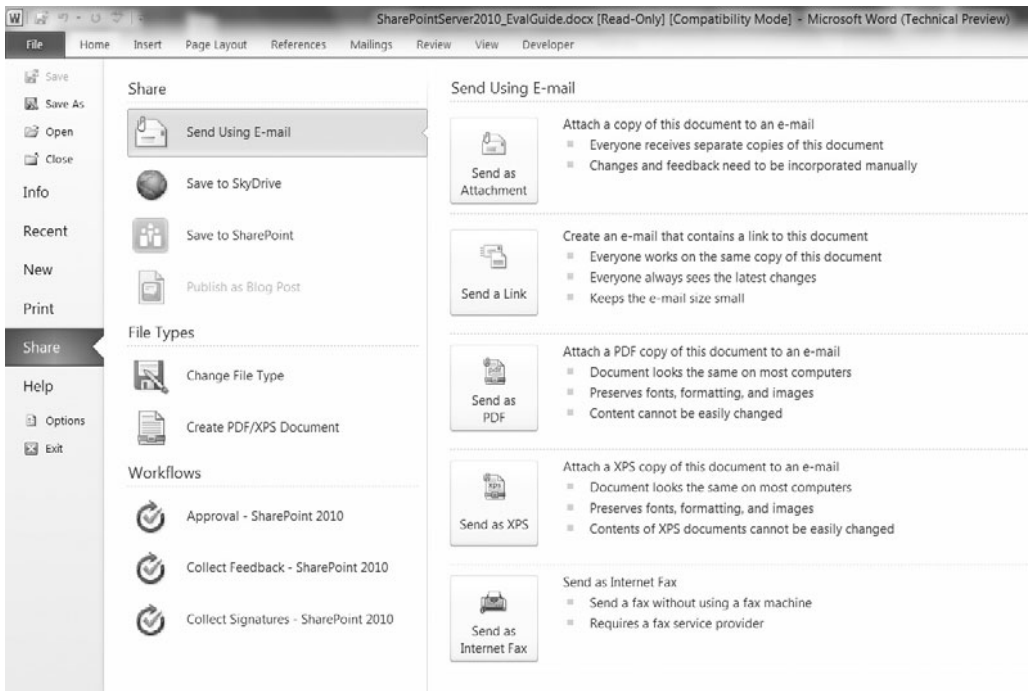 SharePointServer2010_EvalGuide.docx [Read-Only] [Compatibility Mode] - Microsoft Word (Technical Preview)
File Home Insert Page Layout References Mailings Review View Developer
Save
Save As
Open
Close
Info
Recent
New
Print
Share
Help
Options
Exit
Share
Send Using E-mail
Save to SkyDrive
Save to SharePoint
Publish as Blog Post
File Types
Change File Type
Create PDF/XPS Document
Workflows
Approval - SharePoint 2010
Collect Feedback - SharePoint 2010
Collect Signatures - SharePoint 2010
Send Using E-mail
Send as
Attachment
Attach a copy of this document to an e-mail
Everyone receives separate copies of this document
Changes and feedback need to be incorporated manually
Send a Link
Create an e-mail that contains a link to this document
Everyone works on the same copy of this document
Everyone always sees the latest changes
Keeps the e-mail size small
Send as
PDF
Attach a PDF copy of this document to an e-mail
Document looks the same on most computers
Preserves fonts, formatting, and images
Content cannot be easily changed
Send as XPS
Attach a XPS copy of this document to an e-mail
Document looks the same on most computers
Preserves fonts, formatting, and images
Contents of XPS documents cannot be easily changed
Send as
Internet Fax
Send as Internet Fax
Send a fax without using a fax machine
Requires a fax service provider